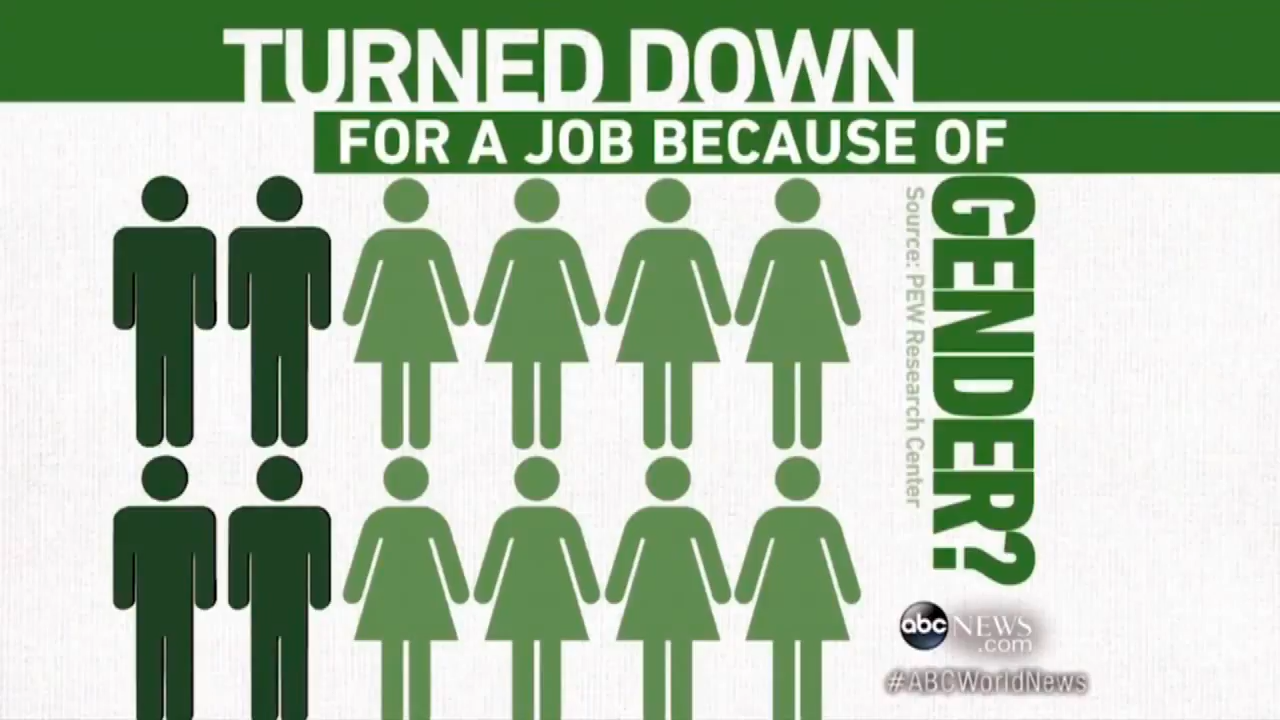 TURNED DOWN
FOR A JOB BECAUSE OF
GENDER?
Source: PEW Research Center
abc NEWS
.com
#ABCWorldNews